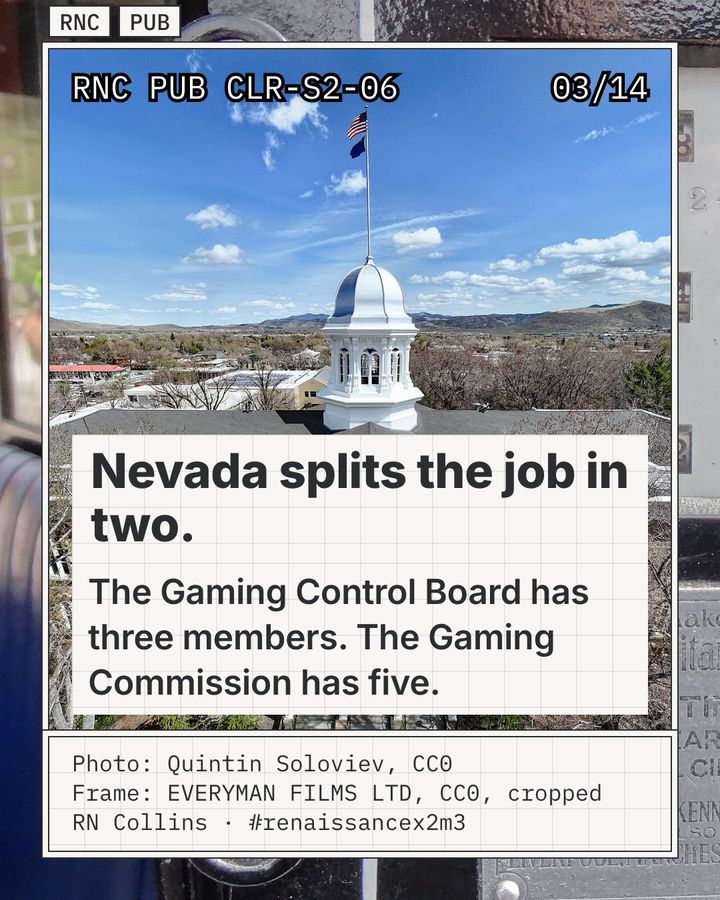 RNC PUB
RNC PUB CLR-S2-06 03/14
Nevada splits the job in
two.
The Gaming Control Board has
three members. The Gaming
Commission has five.
Photo: Quintin Soloviev, CC0
Frame: EVERYMAN FILMS LTD, CC0, cropped
RN Collins · #renaissancex2m3